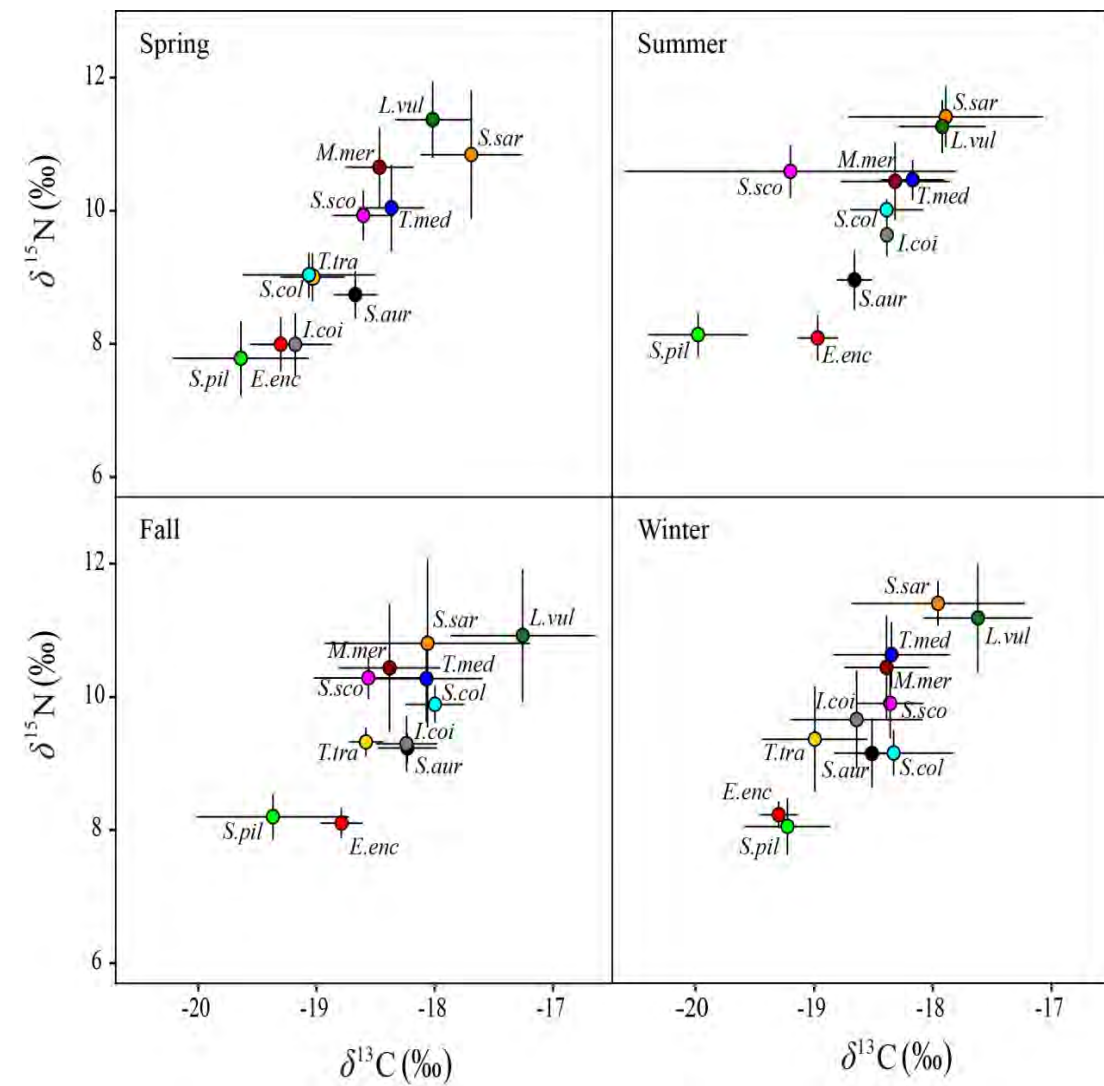 Spring
12
L.vul
S.sar
M.mer
10
S.sco
T.med
T.tra
S.col
S.aur
8
I.coi
S.pil
E.enc
6
δ15N (‰)
Summer
S.sar
L.vul
M.mer
S.sco
T.med
S.col
I.coi
S.aur
S.pil
E.enc
Fall
12
S.sar
L.vul
M.mer
T.med
S.sco
10
S.col
I.coi
T.tra
S.aur
8
S.pil
E.enc
6
δ15N (‰)
-20 -19 -18 -17
δ13C (‰)
Winter
S.sar
L.vul
T.med
M.mer
I.coi
S.sco
T.tra
S.aur
S.col
E.enc
S.pil
-20 -19 -18 -17
δ13C (‰)